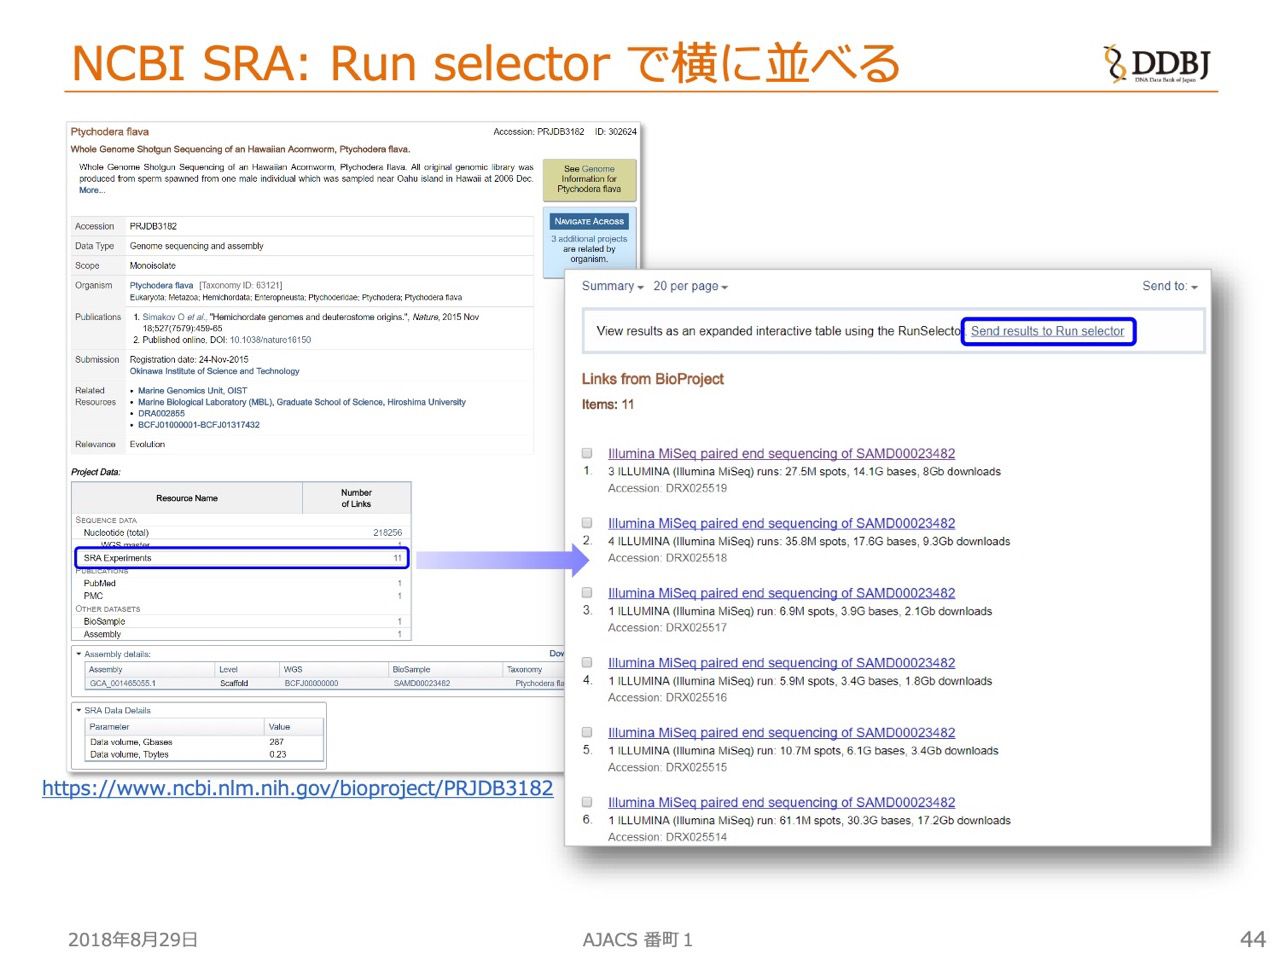 NCBI SRA: Run selector で横に並べる
DDBJ
DNA Data Bank of Japan
Ptychodera flava
Accession: PRJDB3182 ID: 302624
Whole Genome Shotgun Sequencing of an Hawaiian Acornworm, Ptychodera flava.
Whole Genome Shotgun Sequencing of an Hawaiian Acornworm, Ptychodera flava. All original genomic library was
produced from sperm spawned from one male individual which was sampled near Oahu island in Hawaii at 2006 Dec.
More...
See Genome
Information for
Ptychodera flava
NAVIGATE ACROSS
3 additional projects
are related by
organism.
Accession PRJDB3182
Data Type Genome sequencing and assembly
Scope Monoisolate
Organism Ptychodera flava [Taxonomy ID: 63121]
Eukaryota; Metazoa; Hemichordata; Enteropneusta; Ptychoderidae; Ptychodera; Ptychodera flava
Publications 1. Simakov O et al., "Hemichordate genomes and deuterostome origins.", Nature, 2015 Nov
18;527(7579):459-65
2. Published online, DOI: 10.1038/nature16150
Submission Registration date: 24-Nov-2015
Okinawa Institute of Science and Technology
Related
Resources
• Marine Genomics Unit, OIST
• Marine Biological Laboratory (MBL), Graduate School of Science, Hiroshima University
• DRA002855
• BCFJ01000001-BCFJ01317432
Relevance Evolution
Project Data:
Resource Name Number
of Links
SEQUENCE DATA
Nucleotide (total) 218256
WGS master 1
SRA Experiments 11
PUBLICATIONS
PubMed 1
PMC 1
OTHER DATASETS
BioSample 1
Assembly 1
Assembly details:
Dow
Assembly Level WGS BioSample Taxonomy
GCA_001465055.1 Scaffold BCFJ00000000 SAMD00023482 Ptychodera fla
SRA Data Details
Parameter Value
Data volume, Gbases 287
Data volume, Tbytes 0.23
https://www.ncbi.nlm.nih.gov/bioproject/PRJDB3182
Summary 20 per page Send to:
View results as an expanded interactive table using the RunSelecto Send results to Run selector
Links from BioProject
Items: 11
Illumina MiSeq paired end sequencing of SAMD00023482
1. 3 ILLUMINA (Illumina MiSeq) runs: 27.5M spots, 14.1G bases, 8Gb downloads
Accession: DRX025519
Illumina MiSeq paired end sequencing of SAMD00023482
2. 4 ILLUMINA (Illumina MiSeq) runs: 35.8M spots, 17.6G bases, 9.3Gb downloads
Accession: DRX025518
Illumina MiSeq paired end sequencing of SAMD00023482
3. 1 ILLUMINA (Illumina MiSeq) run: 6.9M spots, 3.9G bases, 2.1Gb downloads
Accession: DRX025517
Illumina MiSeq paired end sequencing of SAMD00023482
4. 1 ILLUMINA (Illumina MiSeq) run: 5.9M spots, 3.4G bases, 1.8Gb downloads
Accession: DRX025516
Illumina MiSeq paired end sequencing of SAMD00023482
5. 1 ILLUMINA (Illumina MiSeq) run: 10.7M spots, 6.1G bases, 3.4Gb downloads
Accession: DRX025515
Illumina MiSeq paired end sequencing of SAMD00023482
6. 1 ILLUMINA (Illumina MiSeq) run: 61.1M spots, 30.3G bases, 17.2Gb downloads
Accession: DRX025514
2018年8月29日
AJACS 番町１
44